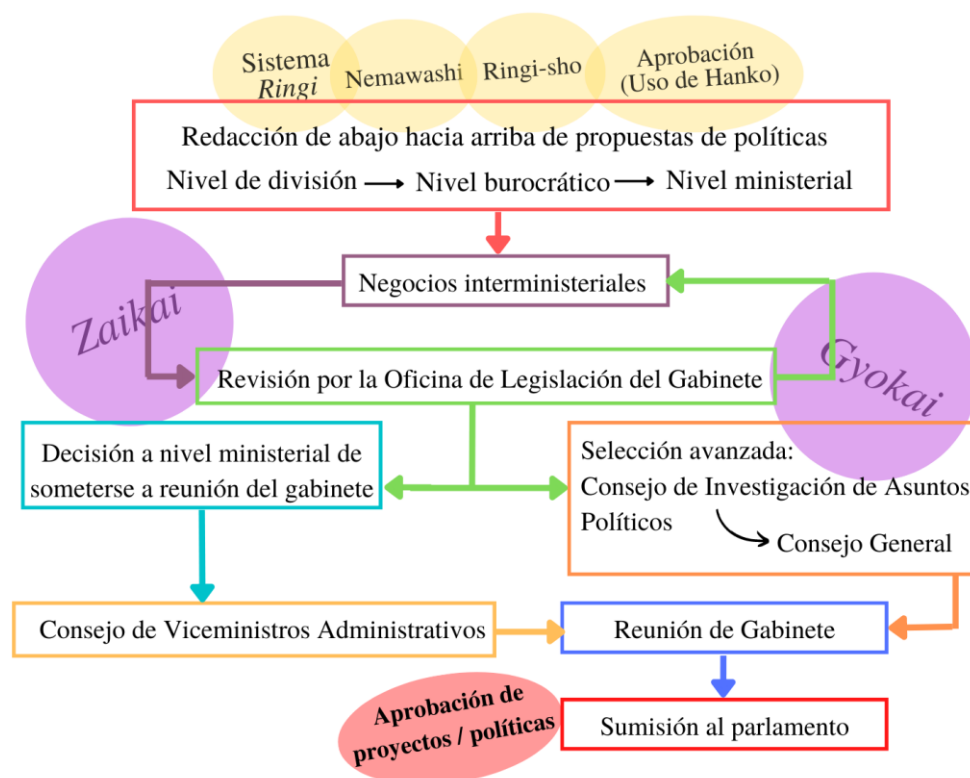 Sistema
Ringi
Nemawashi
Ringi-sho
Aprobación
(Uso de Hanko)
Redacción de abajo hacia arriba de propuestas de políticas
Nivel de división
Nivel burocrático
Nivel ministerial
Negocios interministeriales
Zaikai
Gyokai
Revisión por la Oficina de Legislación del Gabinete
Decisión a nivel ministerial de
someterse a reunión del gabinete
Selección avanzada:
Consejo de Investigación de Asuntos
Políticos
Consejo General
Consejo de Viceministros Administrativos
Reunión de Gabinete
Aprobación de
proyectos / políticas
Sumisión al parlamento